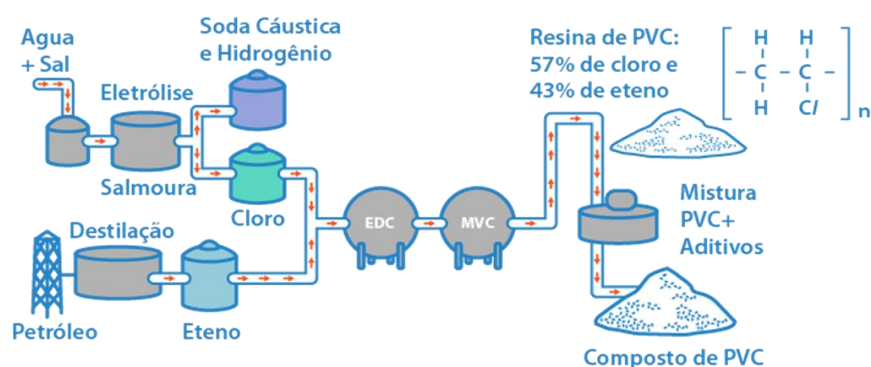 Agua
+ Sal
Soda Cáustica
e Hidrogênio
Eletrólise
Salmoura
Cloro
Destilação
Petróleo
Eteno
EDC
MVC
Resina de PVC:
57% de cloro e
43% de eteno
H H
– C – C –
H Cl
n
Mistura
PVC+
Aditivos
Composto de PVC